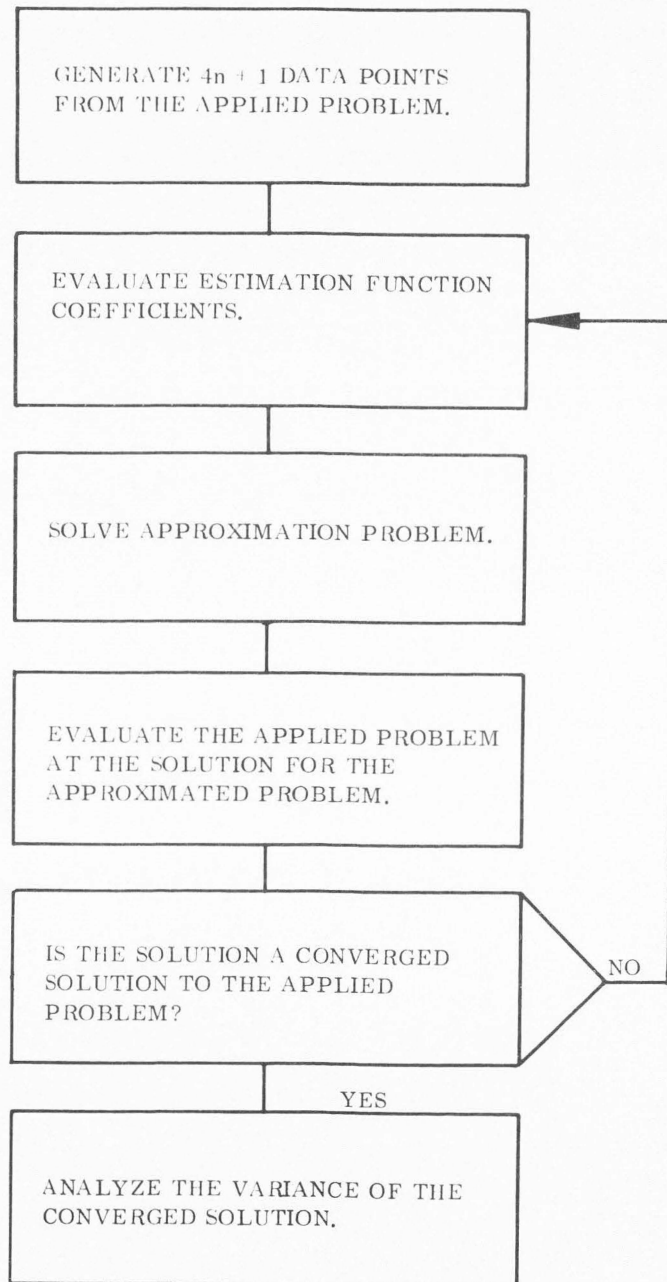 GENERATE 4n + 1 DATA POINTS
FROM THE APPLIED PROBLEM.
EVALUATE ESTIMATION FUNCTION
COEFFICIENTS.
SOLVE APPROXIMATION PROBLEM.
EVALUATE THE APPLIED PROBLEM
AT THE SOLUTION FOR THE
APPROXIMATED PROBLEM.
IS THE SOLUTION A CONVERGED
SOLUTION TO THE APPLIED
PROBLEM?
NO
YES
ANALYZE THE VARIANCE OF THE
CONVERGED SOLUTION.